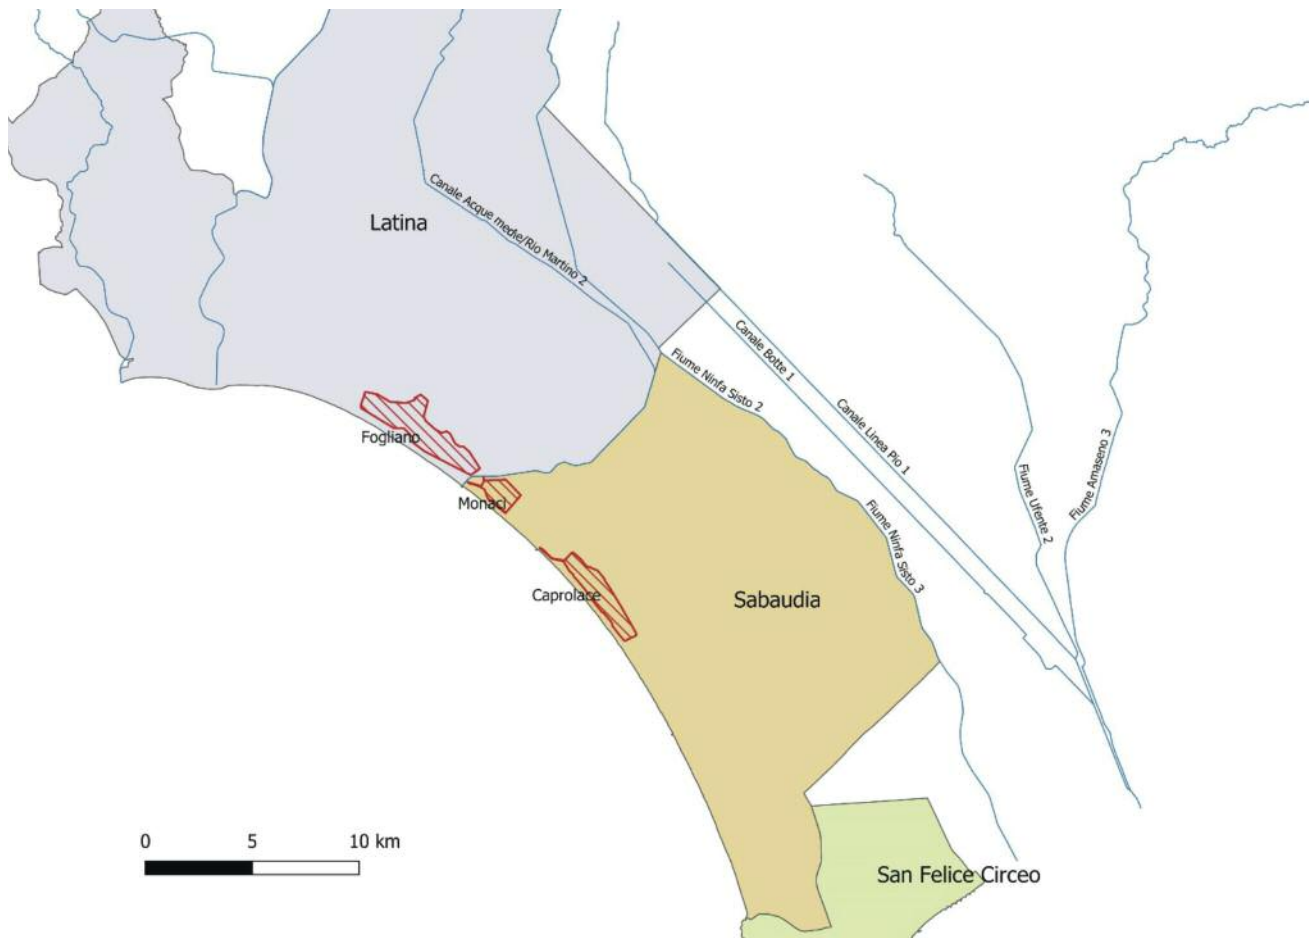 Canale Acque medie/Rio Martino 2
Latina
Canale Botte 1
Fiume Ninfa Sisto 2
Canale Linea Pio 1
Fogliano
Fiume Amaseno 3
Fiume Ufente 2
Monaci
Fiume Ninfa Sisto 3
Caprolace
Sabaudia
0 5 10 km
San Felice Circeo